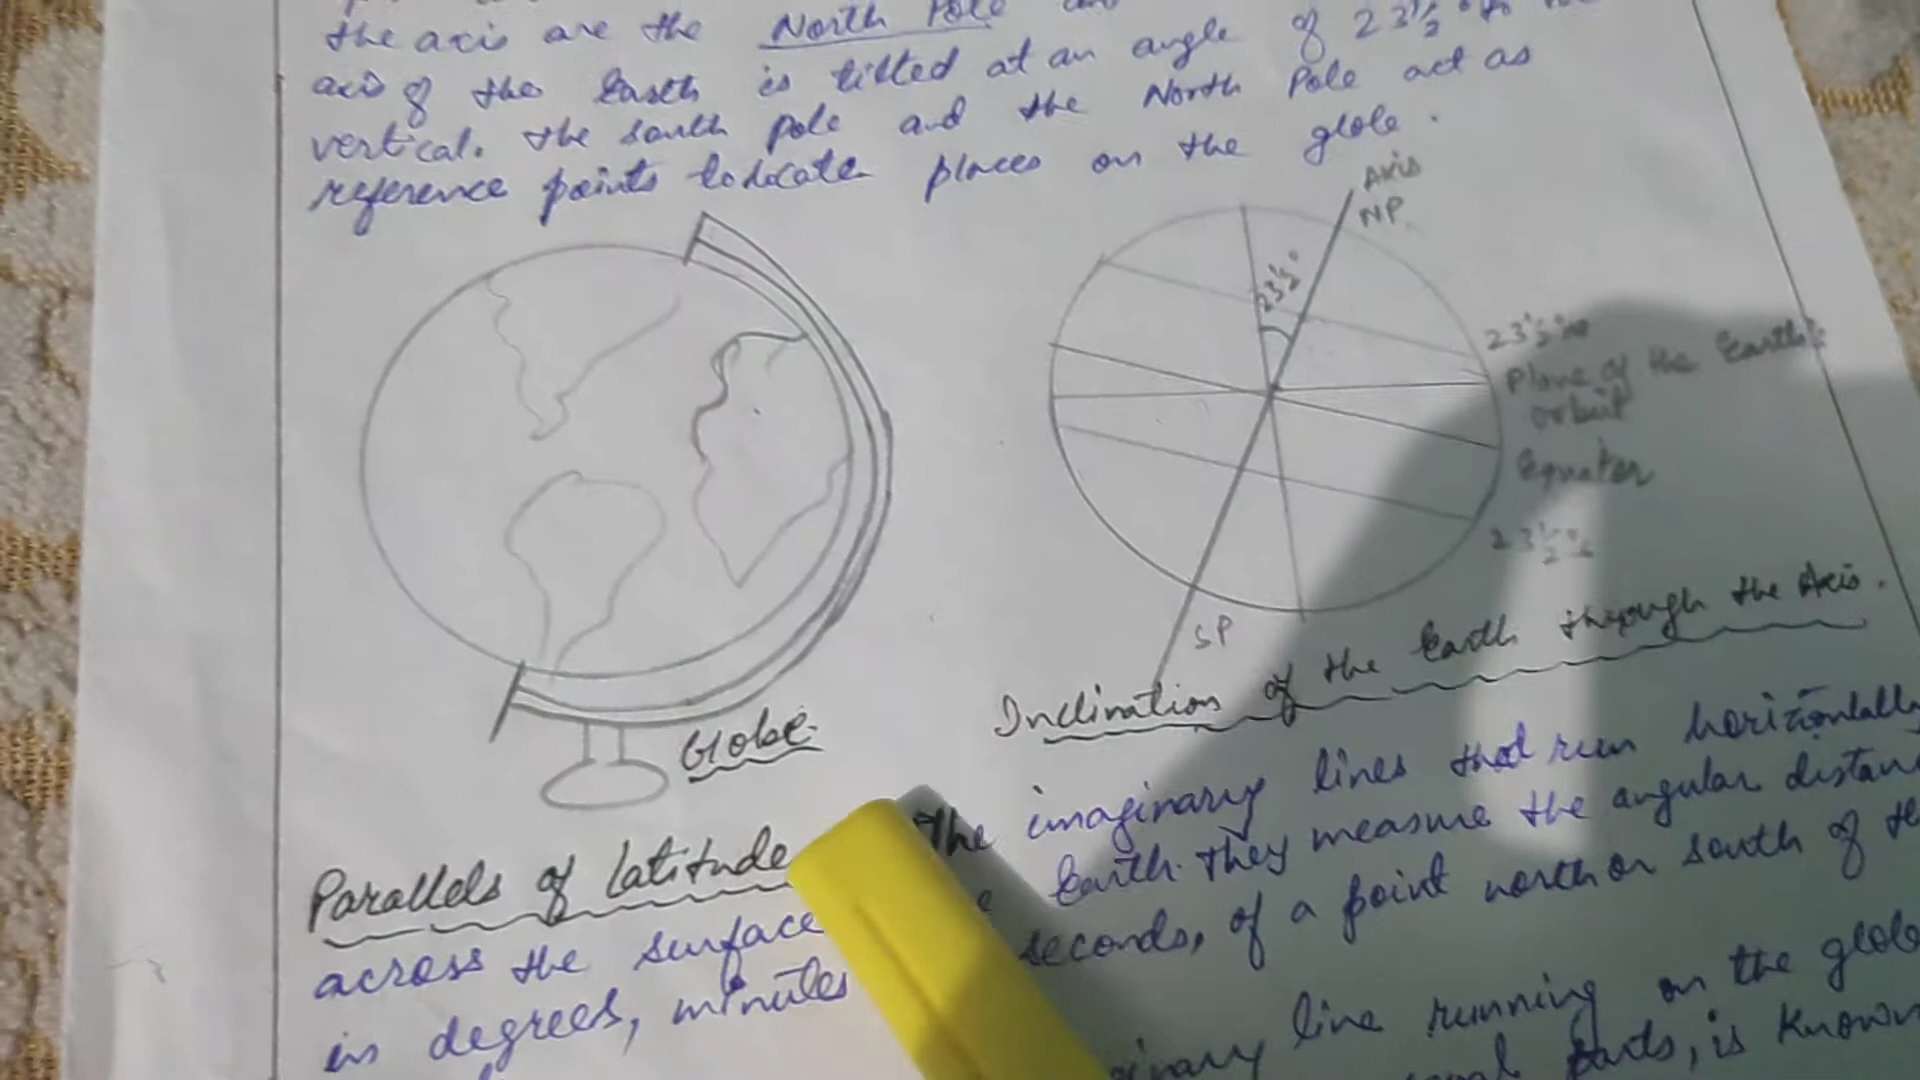 the axis are the North Pole
axis of the Earth is tilted at an angle of 23½° to
vertical. the south pole and the North Pole act as
reference points to locate places on the globe.
Axis
NP.
23½°
23½°N
Plane of the Earth's
orbit
Equator
23½°s
SP
Inclination of the Earth through the Axis.
Globe.
Parallels of latitude The imaginary lines that run horizontally
across the surface Earth. They measure the angular distan
in degrees, minutes seconds, of a point north or south of the
line running on the globe
parts, is known